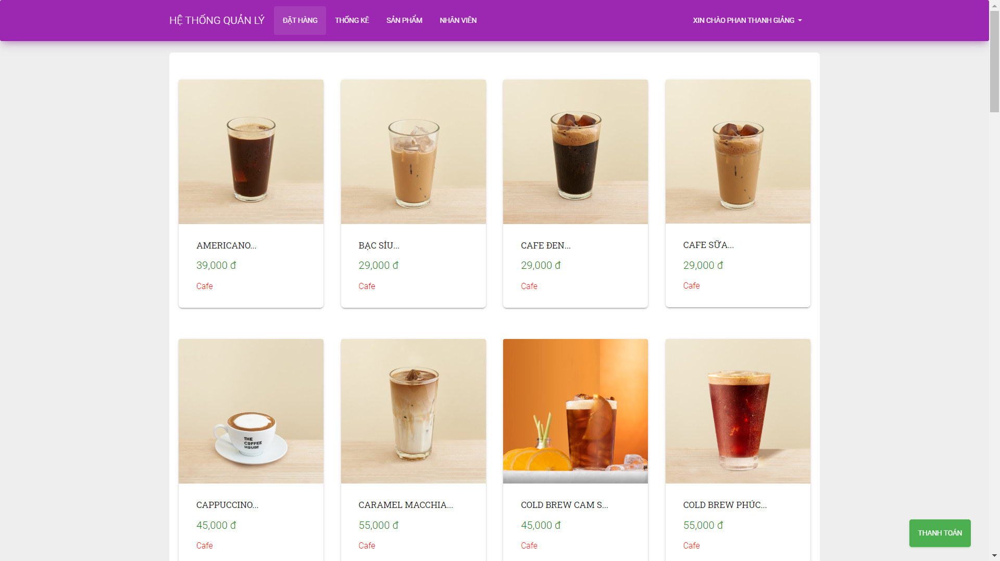 HỆ THỐNG QUẢN LÝ
ĐẶT HÀNG
THỐNG KÊ
SẢN PHẨM
NHÂN VIÊN
XIN CHÀO PHAN THANH GIẢNG
AMERICANO...
39,000 đ
Cafe
BẠC SỈU...
29,000 đ
Cafe
CAFE ĐEN...
29,000 đ
Cafe
CAFE SỮA...
29,000 đ
Cafe
THE
COFFEE
HOUSE
CAPPUCCINO...
45,000 đ
Cafe
CARAMEL MACCHIA...
55,000 đ
Cafe
COLD BREW CAM S...
45,000 đ
Cafe
COLD BREW PHÚC...
55,000 đ
Cafe
THANH TOÁN